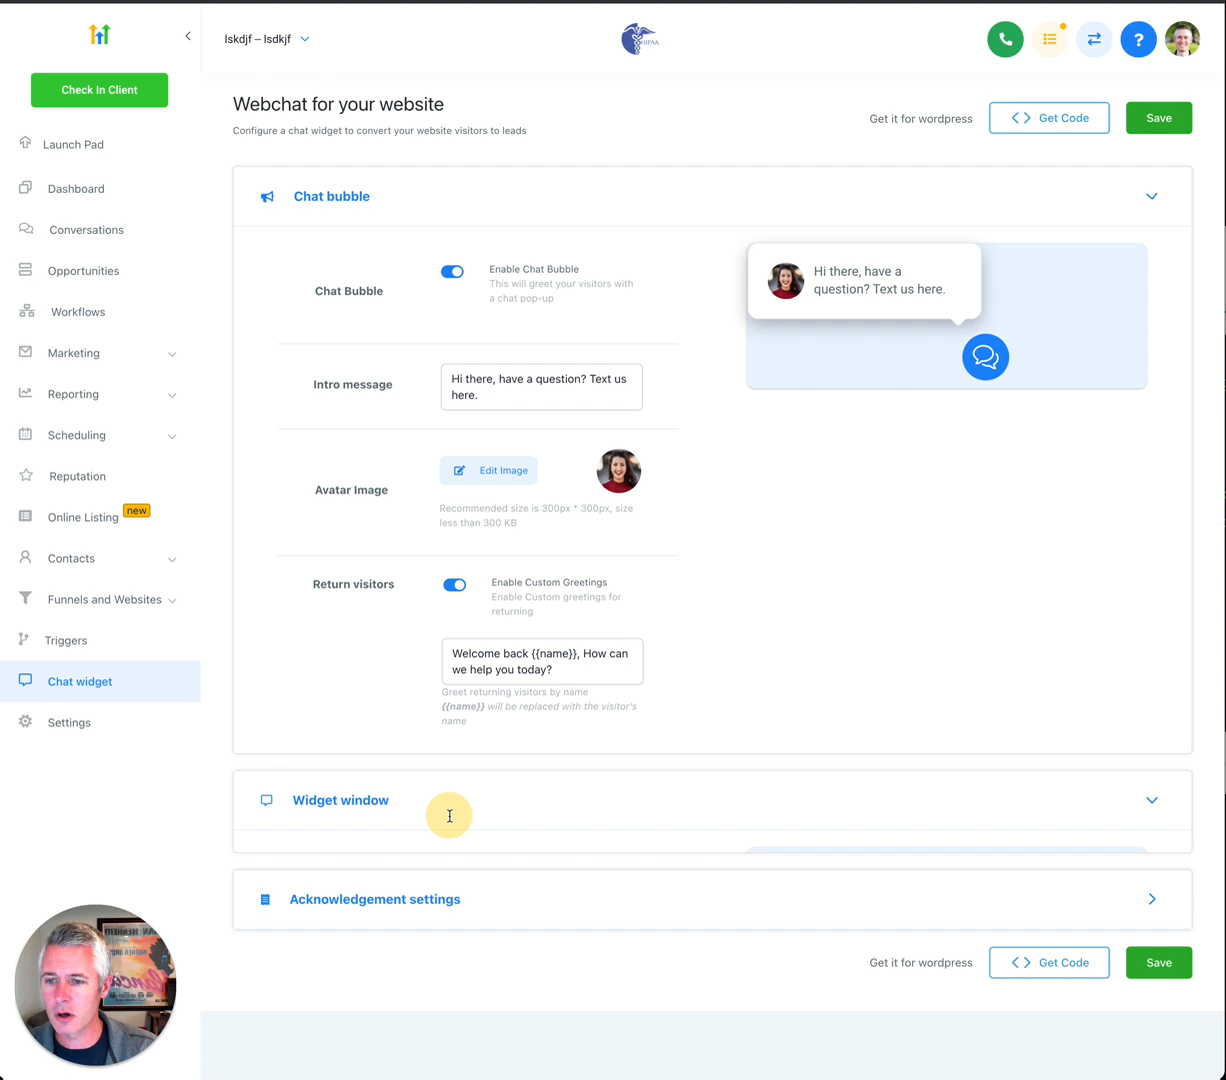 lskdjf -- lsdkjf
HIPAA
?
Check In Client
Launch Pad
Dashboard
Conversations
Opportunities
Workflows
Marketing
Reporting
Scheduling
Reputation
Online Listing new
Contacts
Funnels and Websites
Triggers
Chat widget
Settings
Webchat for your website
Configure a chat widget to convert your website visitors to leads
Get it for wordpress
<> Get Code
Save
Chat bubble
Chat Bubble
Enable Chat Bubble
This will greet your visitors with
a chat pop-up
Hi there, have a
question? Text us here.
Intro message
Hi there, have a question? Text us
here.
Avatar Image
Edit Image
Recommended size is 300px * 300px, size
less than 300 KB
Return visitors
Enable Custom Greetings
Enable Custom greetings for
returning
Welcome back {{name}}, How can
we help you today?
Greet returning visitors by name
{{name}} will be replaced with the visitor's
name
Widget window
Acknowledgement settings
Get it for wordpress
<> Get Code
Save